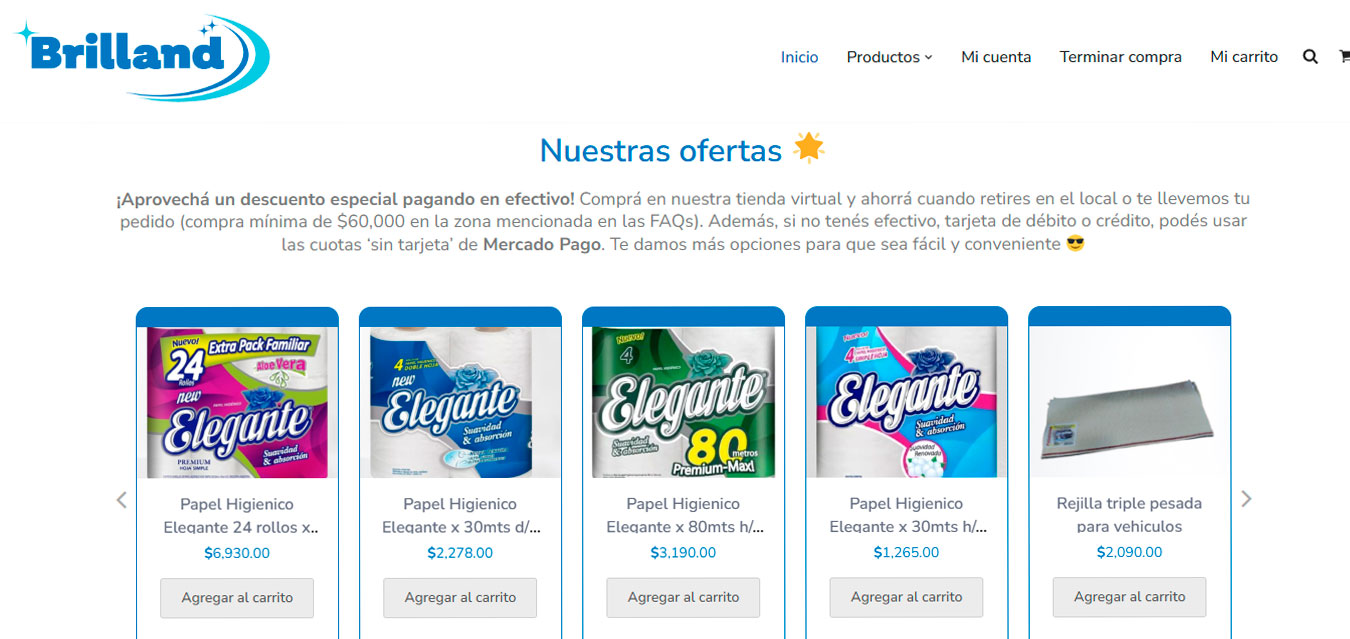 Brilland
Inicio
Productos
Mi cuenta
Terminar compra
Mi carrito
Nuestras ofertas 🌟
¡Aprovechá un descuento especial pagando en efectivo! Comprá en nuestra tienda virtual y ahorrá cuando retires en el local o te llevemos tu
pedido (compra mínima de $60,000 en la zona mencionada en las FAQs). Además, si no tenés efectivo, tarjeta de débito o crédito, podés usar
las cuotas ‘sin tarjeta’ de Mercado Pago. Te damos más opciones para que sea fácil y conveniente 😎
Nuevo!
24
Rollos
Extra Pack Familiar
Aloe Vera
new
Elegante
Suavidad
& absorción
PREMIUM
HOJA SIMPLE
Papel Higienico
Elegante 24 rollos x..
$6,930.00
Agregar al carrito
4
DOBLE HOJA
new
Elegante
Suavidad
& absorción
Papel Higienico
Elegante x 30mts d/...
$2,278.00
Agregar al carrito
Nuevo!
4
Elegante
Suavidad
& absorción
80
metros
Premium-Maxi
Papel Higienico
Elegante x 80mts h/...
$3,190.00
Agregar al carrito
Nuevo!
4
SIMPLE HOJA
Elegante
Suavidad
& absorción
Suavidad
Renovada
Papel Higienico
Elegante x 30mts h/...
$1,265.00
Agregar al carrito
Rejilla triple pesada
para vehiculos
$2,090.00
Agregar al carrito